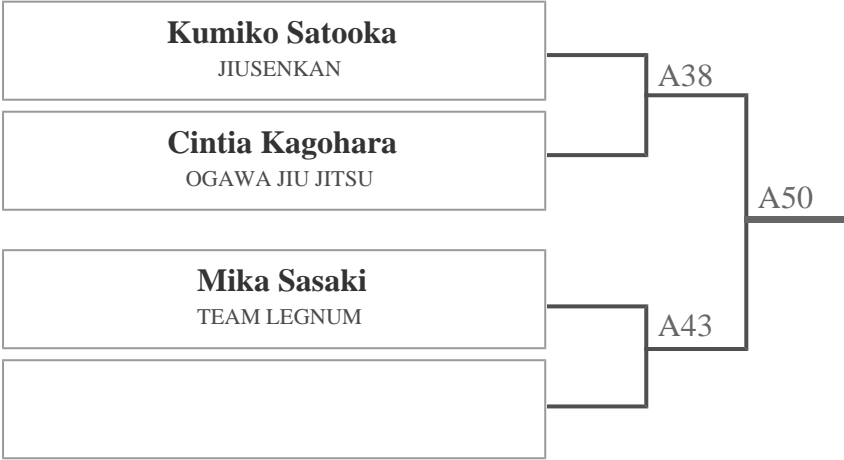 Kumiko Satooka
JIUSENKAN
A38
Cintia Kagohara
OGAWA JIU JITSU
A50
Mika Sasaki
TEAM LEGNUM
A43